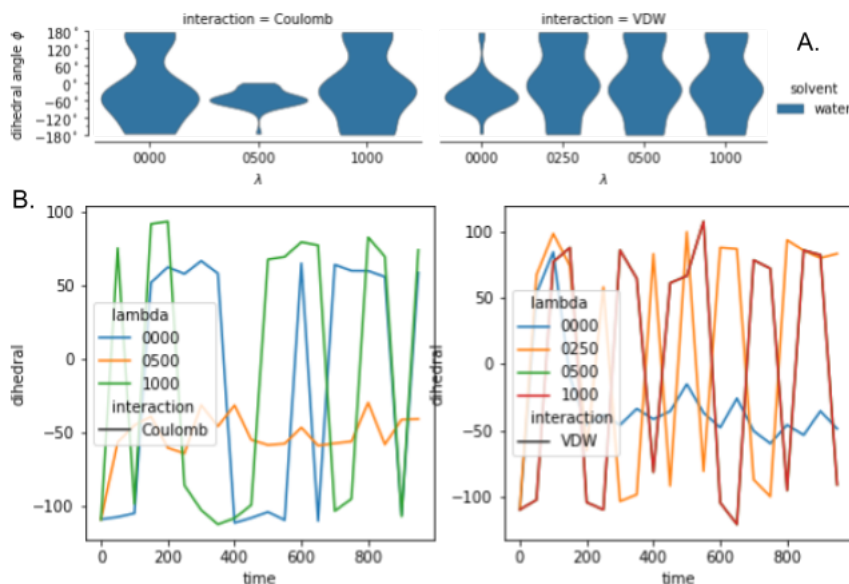 interaction = Coulomb
interaction = VDW
A.
dihedral angle ϕ
180°
120°
60°
0°
−60°
−120°
−180°
0000
0500
1000
λ
0000
0250
0500
1000
λ
solvent
water
B.
dihedral
100
50
0
−50
−100
lambda
0000
0500
1000
interaction
Coulomb
0
200
400
600
800
time
dihedral
100
50
0
−50
−100
lambda
0000
0250
0500
1000
interaction
VDW
0
200
400
600
800
time